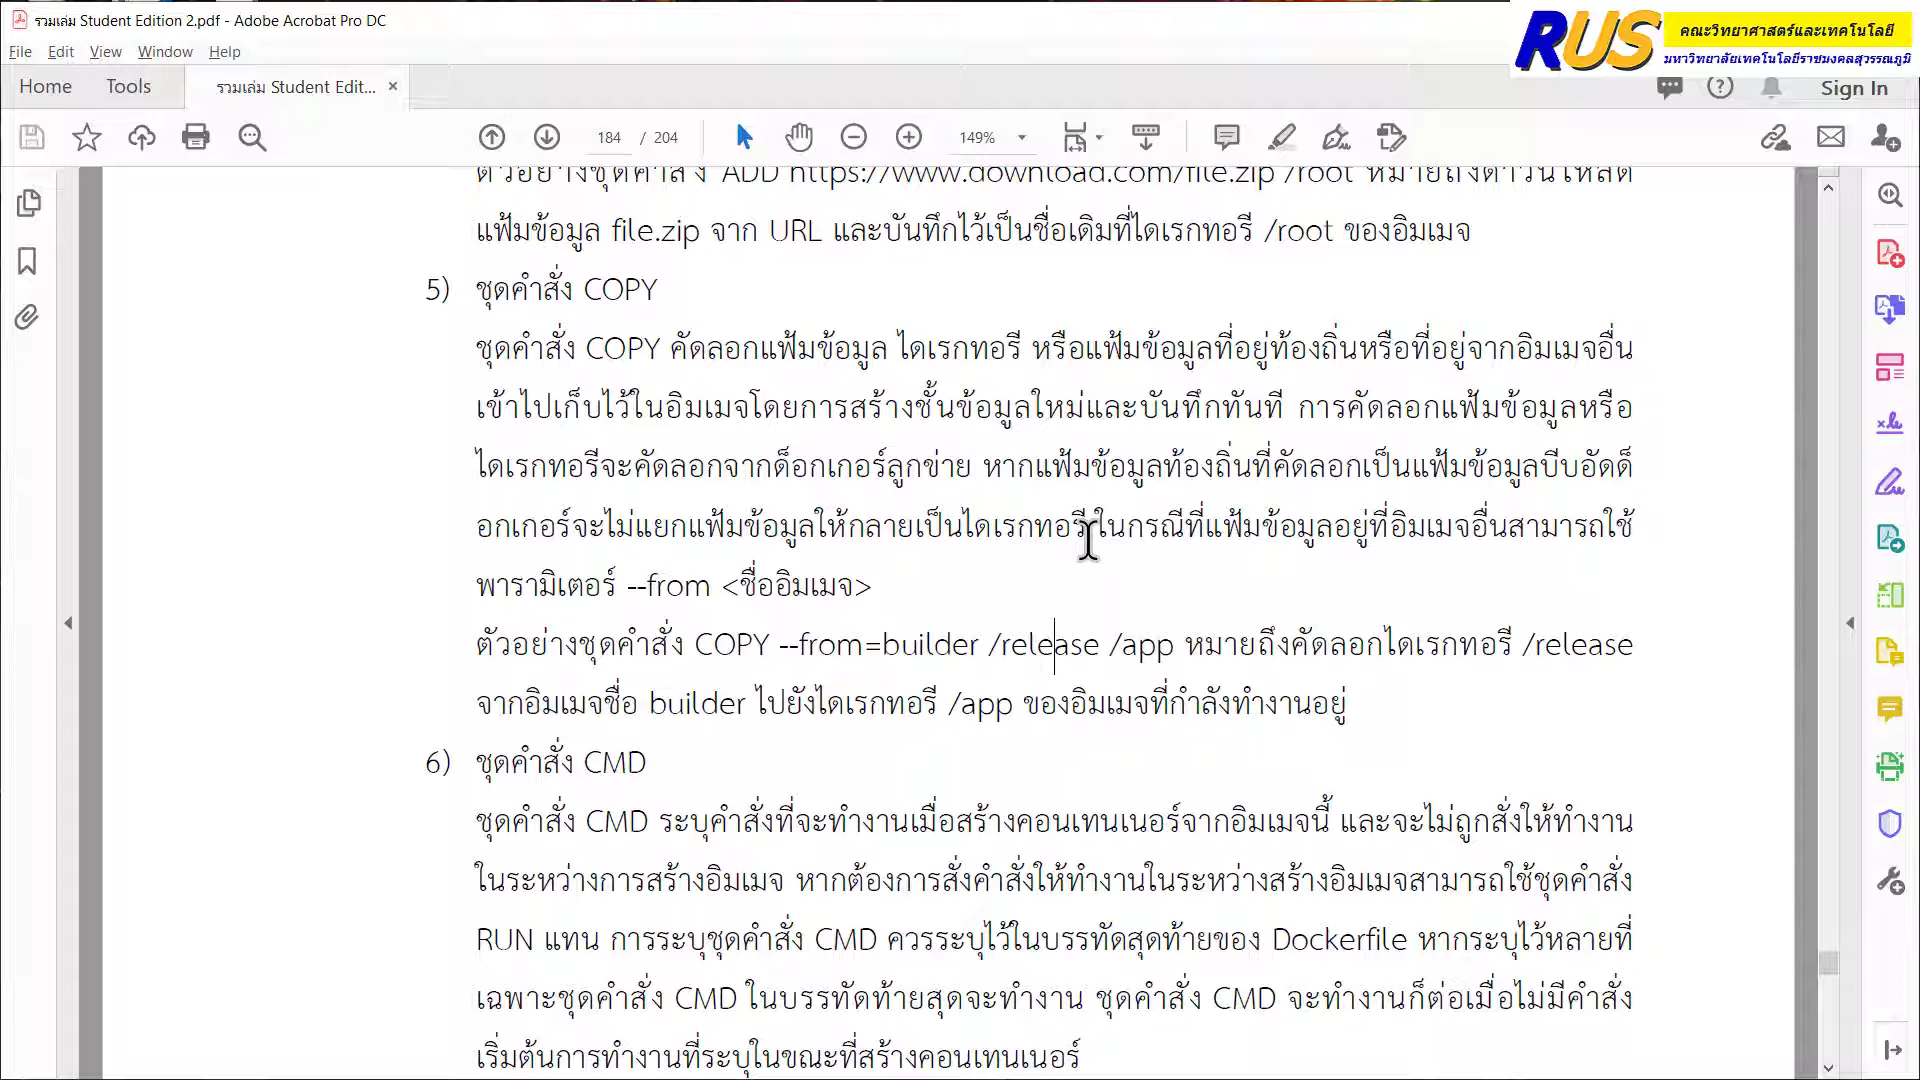 รวมเล่ม Student Edition 2.pdf - Adobe Acrobat Pro DC
RUS
คณะวิทยาศาสตร์และเทคโนโลยี
มหาวิทยาลัยเทคโนโลยีราชมงคลสุวรรณภูมิ
File Edit View Window Help
Home Tools รวมเล่ม Student Edit... × Sign In
184 / 204 149%
ตัวอย่างชุดคำสั่ง ADD https://www.download.com/file.zip /root หมายถึงดาวน์โหลด
แฟ้มข้อมูล file.zip จาก URL และบันทึกไว้เป็นชื่อเดิมที่ไดเรกทอรี /root ของอิมเมจ
5) ชุดคำสั่ง COPY
ชุดคำสั่ง COPY คัดลอกแฟ้มข้อมูล ไดเรกทอรี หรือแฟ้มข้อมูลที่อยู่ท้องถิ่นหรือที่อยู่จากอิมเมจอื่น
เข้าไปเก็บไว้ในอิมเมจโดยการสร้างชั้นข้อมูลใหม่และบันทึกทันที การคัดลอกแฟ้มข้อมูลหรือ
ไดเรกทอรีจะคัดลอกจากด็อกเกอร์ลูกข่าย หากแฟ้มข้อมูลท้องถิ่นที่คัดลอกเป็นแฟ้มข้อมูลบีบอัดด็
อกเกอร์จะไม่แยกแฟ้มข้อมูลให้กลายเป็นไดเรกทอรี ในกรณีที่แฟ้มข้อมูลอยู่ที่อิมเมจอื่นสามารถใช้
พารามิเตอร์ --from <ชื่ออิมเมจ>
ตัวอย่างชุดคำสั่ง COPY --from=builder /release /app หมายถึงคัดลอกไดเรกทอรี /release
จากอิมเมจชื่อ builder ไปยังไดเรกทอรี /app ของอิมเมจที่กำลังทำงานอยู่
6) ชุดคำสั่ง CMD
ชุดคำสั่ง CMD ระบุคำสั่งที่จะทำงานเมื่อสร้างคอนเทนเนอร์จากอิมเมจนี้ และจะไม่ถูกสั่งให้ทำงาน
ในระหว่างการสร้างอิมเมจ หากต้องการสั่งคำสั่งให้ทำงานในระหว่างสร้างอิมเมจสามารถใช้ชุดคำสั่ง
RUN แทน การระบุชุดคำสั่ง CMD ควรระบุไว้ในบรรทัดสุดท้ายของ Dockerfile หากระบุไว้หลายที่
เฉพาะชุดคำสั่ง CMD ในบรรทัดท้ายสุดจะทำงาน ชุดคำสั่ง CMD จะทำงานก็ต่อเมื่อไม่มีคำสั่ง
เริ่มต้นการทำงานที่ระบุในขณะที่สร้างคอนเทนเนอร์